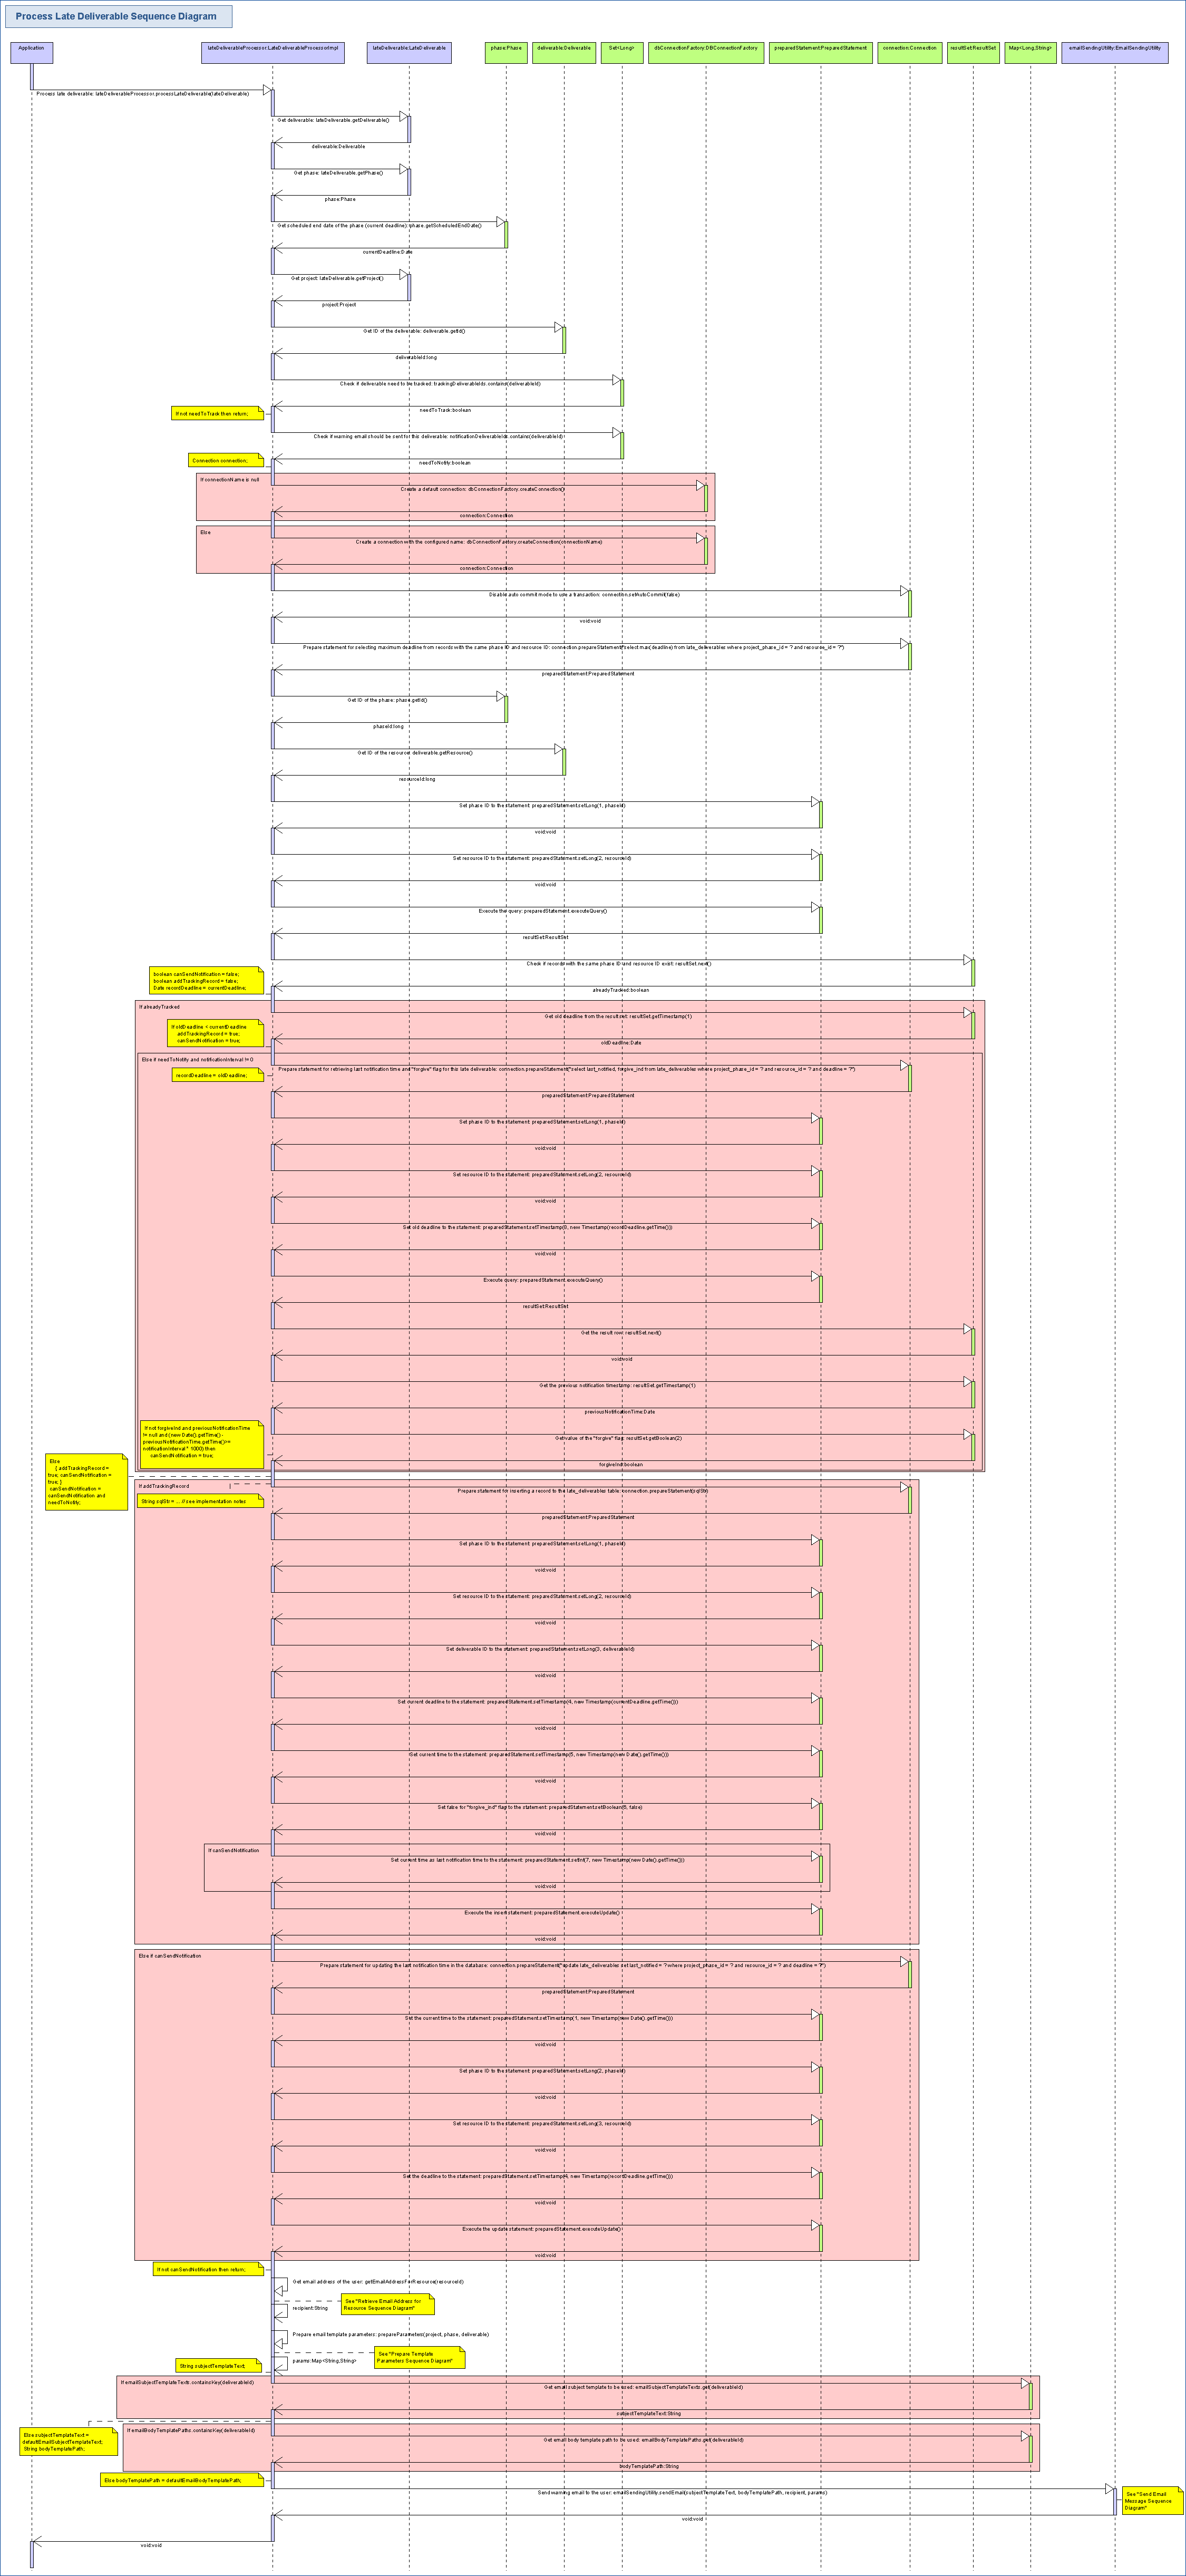 Process Late Deliverable Sequence Diagram
Application
lateDeliverableProcessor:LateDeliverableProcessorImpl
lateDeliverable:LateDeliverable
phase:Phase
deliverable:Deliverable
Set<Long>
dbConnectionFactory:DBConnectionFactory
preparedStatement:PreparedStatement
connection:Connection
resultSet:ResultSet
Map<Long,String>
emailSendingUtility:EmailSendingUtility
Process late deliverable: lateDeliverableProcessor.processLateDeliverable(lateDeliverable)
Get deliverable: lateDeliverable.getDeliverable()
deliverable:Deliverable
Get phase: lateDeliverable.getPhase()
phase:Phase
Get scheduled end date of the phase (current deadline): phase.getScheduledEndDate()
currentDeadline:Date
Get project: lateDeliverable.getProject()
project:Project
Get ID of the deliverable: deliverable.getId()
deliverableId:long
Check if deliverable need to be tracked: trackingDeliverableIds.contains(deliverableId)
needToTrack:boolean
If not needToTrack then return;
Check if warning email should be sent for this deliverable: notificationDeliverableIds.contains(deliverableId)
needToNotify:boolean
Connection connection;
If connectionName is null
Create a default connection: dbConnectionFactory.createConnection()
connection:Connection
Else
Create a connection with the configured name: dbConnectionFactory.createConnection(connectionName)
connection:Connection
Disable auto commit mode to use a transaction: connection.setAutoCommit(false)
void:void
Prepare statement for selecting maximum deadline from records with the same phase ID and resource ID: connection.prepareStatement("select max(deadline) from late_deliverables where project_phase_id = ? and resource_id = ?")
preparedStatement:PreparedStatement
Get ID of the phase: phase.getId()
phaseId:long
Get ID of the resource: deliverable.getResource()
resourceId:long
Set phase ID to the statement: preparedStatement.setLong(1, phaseId)
void:void
Set resource ID to the statement: preparedStatement.setLong(2, resourceId)
void:void
Execute the query: preparedStatement.executeQuery()
resultSet:ResultSet
Check if records with the same phase ID and resource ID exist: resultSet.next()
alreadyTracked:boolean
boolean canSendNotification = false;
boolean addTrackingRecord = false;
Date recordDeadline = currentDeadline;
If alreadyTracked
Get old deadline from the result set: resultSet.getTimestamp(1)
oldDeadline:Date
If oldDeadline < currentDeadline
addTrackingRecord = true;
canSendNotification = true;
Else if needToNotify and notificationInterval != 0
Prepare statement for retrieving last notification time and "forgive" flag for this late deliverable: connection.prepareStatement("select last_notified, forgive_ind from late_deliverables where project_phase_id = ? and resource_id = ? and deadline = ?")
recordDeadline = oldDeadline;
preparedStatement:PreparedStatement
Set phase ID to the statement: preparedStatement.setLong(1, phaseId)
void:void
Set resource ID to the statement: preparedStatement.setLong(2, resourceId)
void:void
Set old deadline to the statement: preparedStatement.setTimestamp(3, new Timestamp(recordDeadline.getTime()))
void:void
Execute query: preparedStatement.executeQuery()
resultSet:ResultSet
Get the result row: resultSet.next()
void:void
Get the previous notification timestamp: resultSet.getTimestamp(1)
previousNotificationTime:Date
Get value of the "forgive" flag: resultSet.getBoolean(2)
forgiveInd:boolean
If not forgiveInd and previousNotificationTime
!= null and (new Date().getTime() -
previousNotificationTime.getTime()>=
notificationInterval * 1000) then
canSendNotification = true;
Else
{ addTrackingRecord =
true; canSendNotification =
true; }
canSendNotification =
canSendNotification and
needToNotify;
If addTrackingRecord
Prepare statement for inserting a record to the late_deliverables table: connection.prepareStatement(sqlStr)
String sqlStr = ... // see implementation notes
preparedStatement:PreparedStatement
Set phase ID to the statement: preparedStatement.setLong(1, phaseId)
void:void
Set resource ID to the statement: preparedStatement.setLong(2, resourceId)
void:void
Set deliverable ID to the statement: preparedStatement.setLong(3, deliverableId)
void:void
Set current deadline to the statement: preparedStatement.setTimestamp(4, new Timestamp(currentDeadline.getTime()))
void:void
Get current time to the statement: preparedStatement.setTimestamp(5, new Timestamp(new Date().getTime()))
void:void
Set false for "forgive_ind" flag to the statement: preparedStatement.setBoolean(6, false)
void:void
If canSendNotification
Set current time as last notification time to the statement: preparedStatement.setInt(7, new Timestamp(new Date().getTime()))
void:void
Execute the insert statement: preparedStatement.executeUpdate()
void:void
Else if canSendNotification
Prepare statement for updating the last notification time in the database: connection.prepareStatement("update late_deliverables set last_notified = ? where project_phase_id = ? and resource_id = ? and deadline = ?")
preparedStatement:PreparedStatement
Set the current time to the statement: preparedStatement.setTimestamp(1, new Timestamp(new Date().getTime()))
void:void
Set phase ID to the statement: preparedStatement.setLong(2, phaseId)
void:void
Set resource ID to the statement: preparedStatement.setLong(3, resourceId)
void:void
Set the deadline to the statement: preparedStatement.setTimestamp(4, new Timestamp(recordDeadline.getTime()))
void:void
Execute the update statement: preparedStatement.executeUpdate()
void:void
If not canSendNotification then return;
Get email address of the user: getEmailAddressForResource(resourceId)
See "Retrieve Email Address for
Resource Sequence Diagram"
recipient:String
Prepare email template parameters: prepareParameters(project, phase, deliverable)
See "Prepare Template
Parameters Sequence Diagram"
params:Map<String,String>
String subjectTemplateText;
If emailSubjectTemplateTexts.containsKey(deliverableId)
Get email subject template to be used: emailSubjectTemplateTexts.get(deliverableId)
subjectTemplateText:String
Else subjectTemplateText =
defaultEmailSubjectTemplateText;
String bodyTemplatePath;
If emailBodyTemplatePaths.containsKey(deliverableId)
Get email body template path to be used: emailBodyTemplatePaths.get(deliverableId)
bodyTemplatePath:String
Else bodyTemplatePath = defaultEmailBodyTemplatePath;
Send warning email to the user: emailSendingUtility.sendEmail(subjectTemplateText, bodyTemplatePath, recipient, params)
See "Send Email
Message Sequence
Diagram"
void:void
void:void